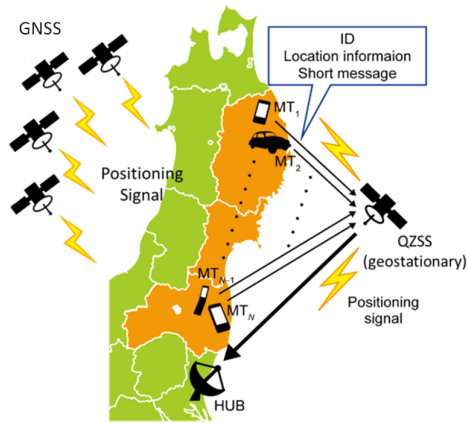 GNSS
ID
Location informaion
Short message
MT1
MT2
Positioning
Signal
QZSS
(geostationary)
MTN−1
MTN
Positioning
signal
HUB